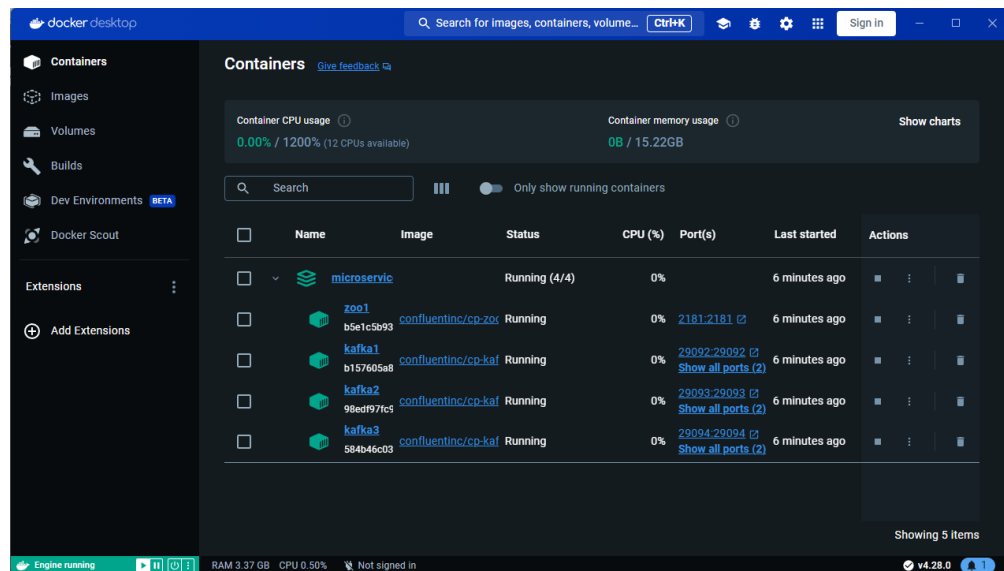 docker desktop
Search for images, containers, volume... Ctrl+K
Sign in
Containers
Images
Volumes
Builds
Dev Environments BETA
Docker Scout
Extensions
Add Extensions
Containers Give feedback
Container CPU usage
0.00% / 1200% (12 CPUs available)
Container memory usage
0B / 15.22GB
Show charts
Search
Only show running containers
Name Image Status CPU (%) Port(s) Last started Actions
microservic Running (4/4) 0% 6 minutes ago
zoo1
b5e1c5b93 confluentinc/cp-zoo Running 0% 2181:2181 6 minutes ago
kafka1
b157605a8 confluentinc/cp-kaf Running 0% 29092:29092 6 minutes ago
Show all ports (2)
kafka2
98edf97fc9 confluentinc/cp-kaf Running 0% 29093:29093 6 minutes ago
Show all ports (2)
kafka3
584b46c03 confluentinc/cp-kaf Running 0% 29094:29094 6 minutes ago
Show all ports (2)
Showing 5 items
Engine running
RAM 3.37 GB CPU 0.50% Not signed in
v4.28.0
1